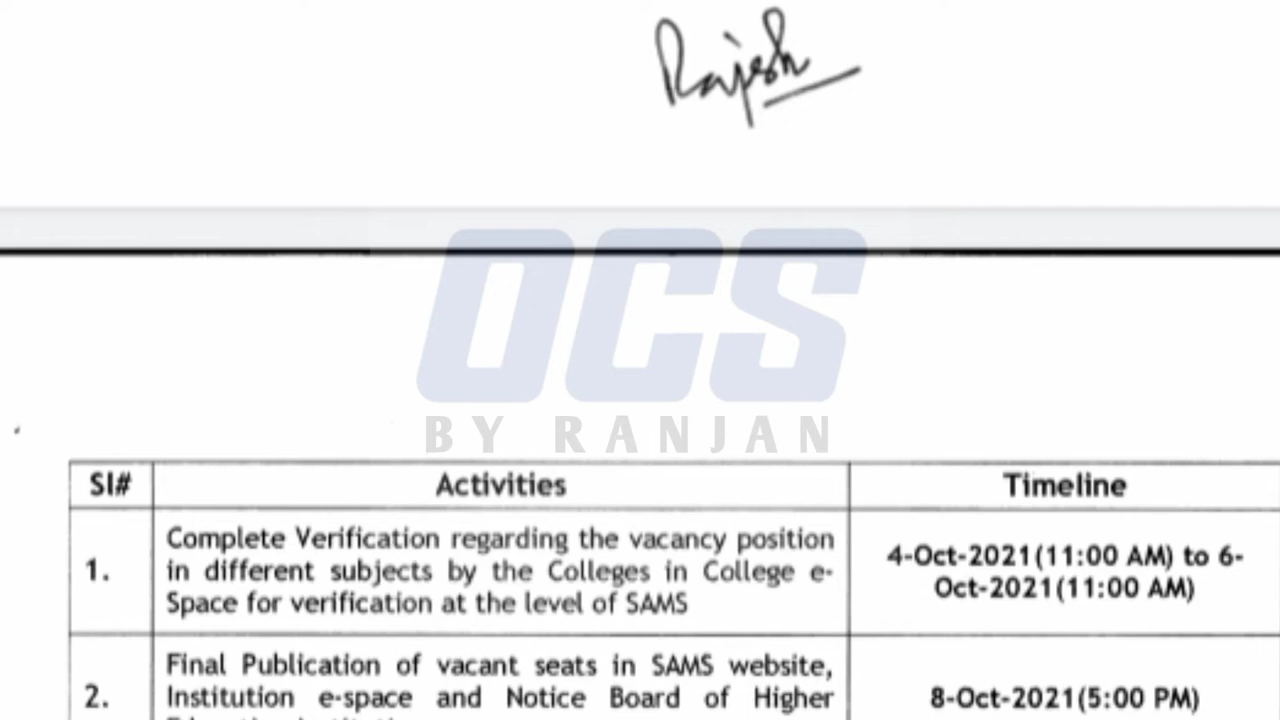 Rajesh
OCS
BY RANJAN
Sl# Activities Timeline
1. Complete Verification regarding the vacancy position
in different subjects by the Colleges in College e-
Space for verification at the level of SAMS
4-Oct-2021(11:00 AM) to 6-
Oct-2021(11:00 AM)
2. Final Publication of vacant seats in SAMS website,
Institution e-space and Notice Board of Higher
8-Oct-2021(5:00 PM)